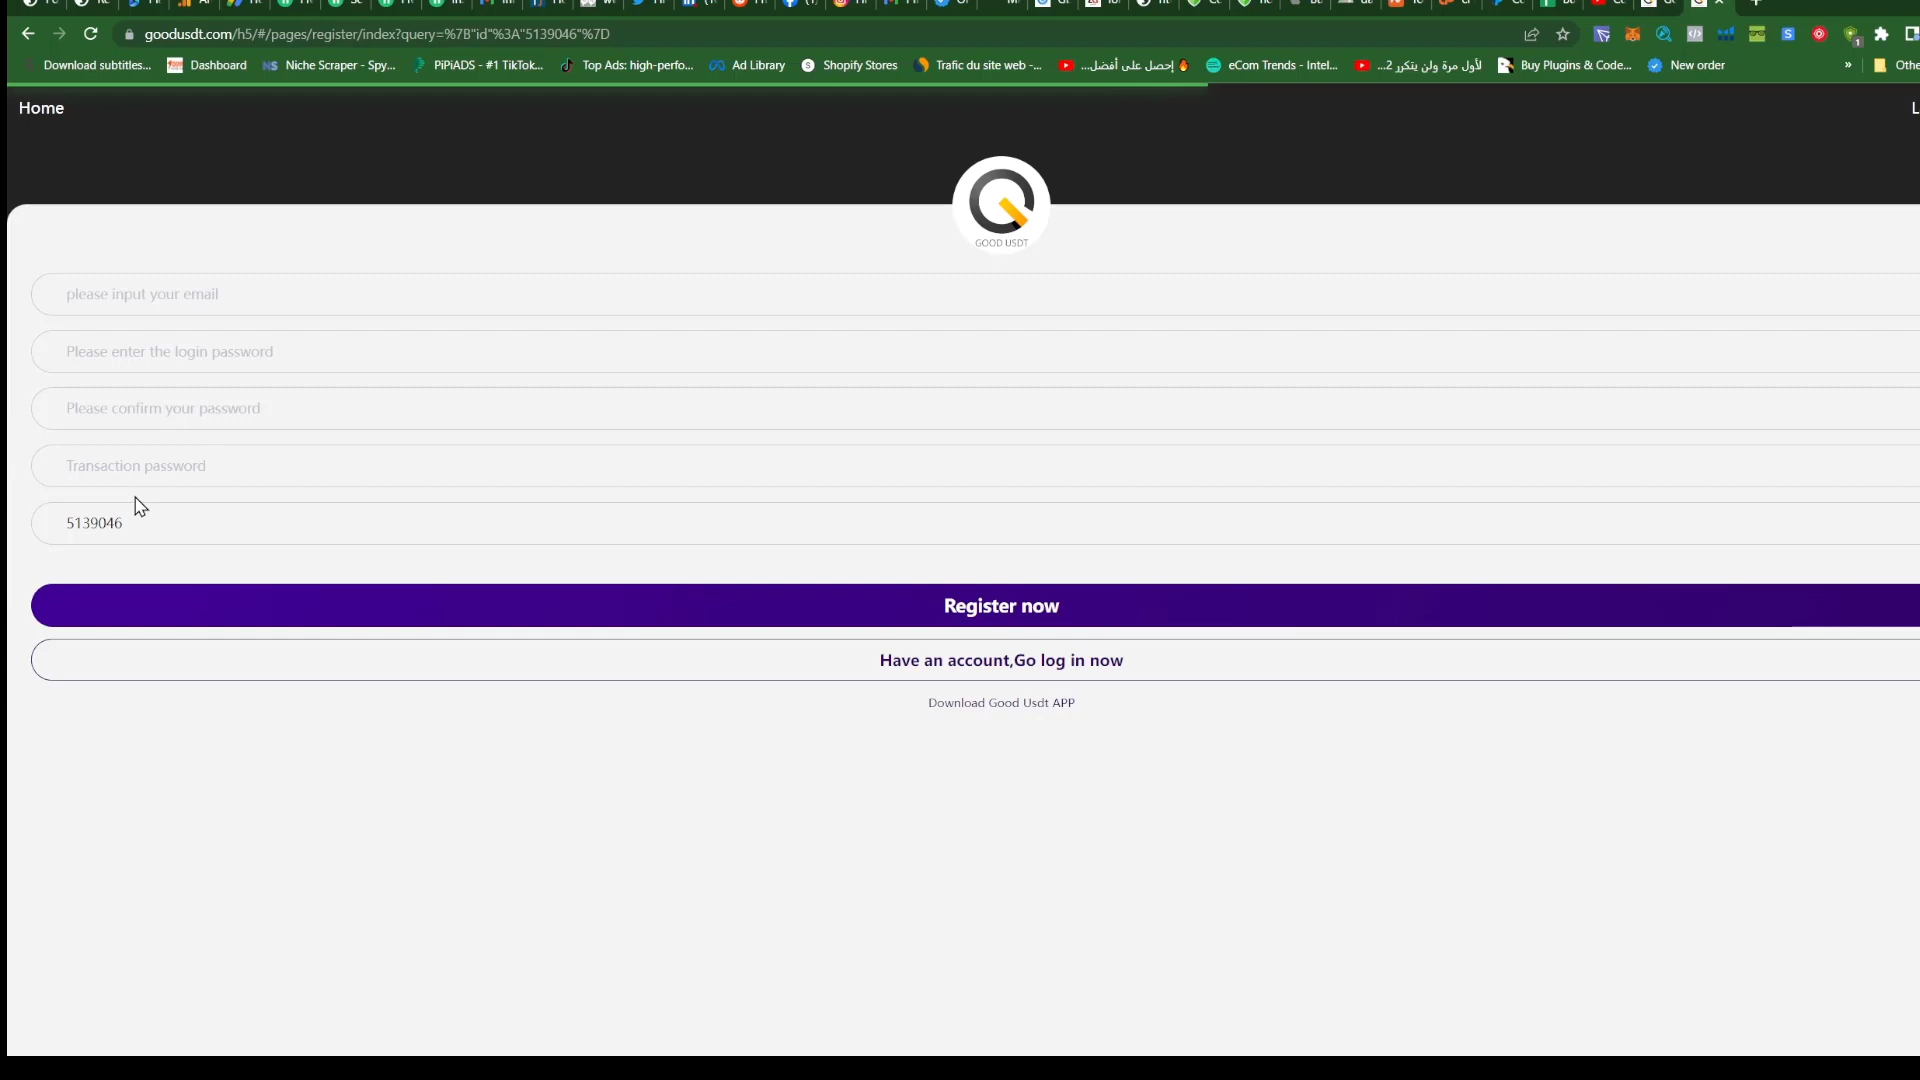 goodusdt.com/h5/#/pages/register/index?query=%7B"id"%3A"5139046"%7D
Download subtitles... Dashboard NS Niche Scraper - Spy... PiPiADS - #1 TikTok... Top Ads: high-perfo... Ad Library Shopify Stores Trafic du site web -... إحصل على أفضل... eCom Trends - Intel... لأول مرة ولن يتكرر 2... Buy Plugins & Code... New order » Othe
Home L
GOOD USDT
please input your email
Please enter the login password
Please confirm your password
Transaction password
5139046
Register now
Have an account,Go log in now
Download Good Usdt APP